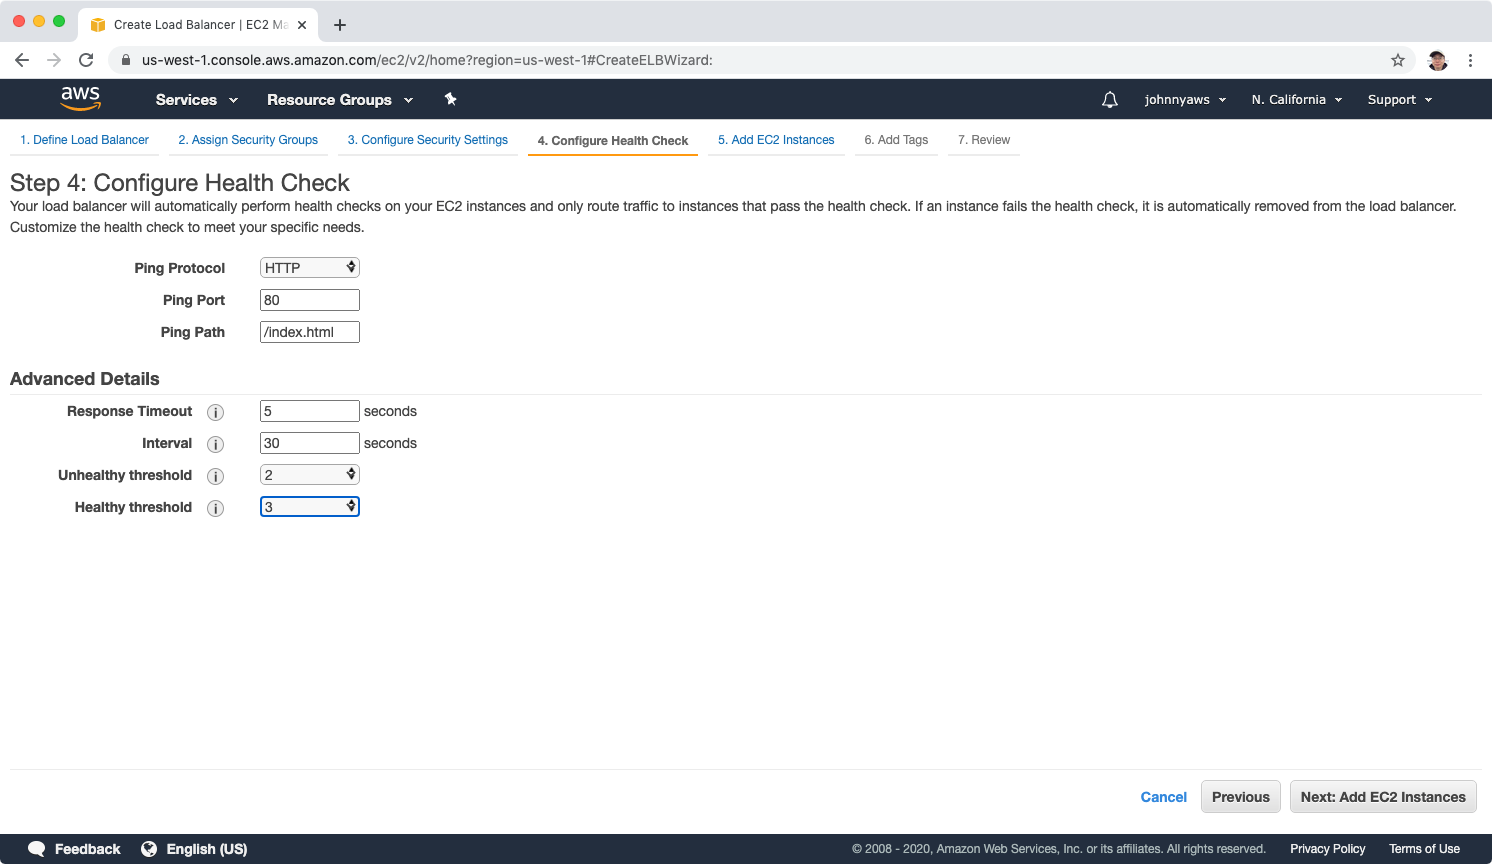 Create Load Balancer | EC2 Ma
us-west-1.console.aws.amazon.com/ec2/v2/home?region=us-west-1#CreateELBWizard:
aws Services Resource Groups johnnyaws N. California Support
1. Define Load Balancer 2. Assign Security Groups 3. Configure Security Settings 4. Configure Health Check 5. Add EC2 Instances 6. Add Tags 7. Review
Step 4: Configure Health Check
Your load balancer will automatically perform health checks on your EC2 instances and only route traffic to instances that pass the health check. If an instance fails the health check, it is automatically removed from the load balancer.
Customize the health check to meet your specific needs.
Ping Protocol HTTP
Ping Port 80
Ping Path /index.html
Advanced Details
Response Timeout i 5 seconds
Interval i 30 seconds
Unhealthy threshold i 2
Healthy threshold i 3
Cancel Previous Next: Add EC2 Instances
Feedback English (US) © 2008 - 2020, Amazon Web Services, Inc. or its affiliates. All rights reserved. Privacy Policy Terms of Use